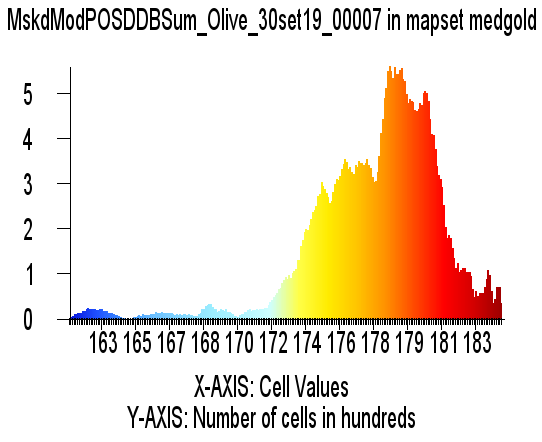 MskdModPOSDDBSum_Olive_30set19_00007 in mapset medgold
5
4
3
2
1
0
163 165 167 168 170 172 174 176 178 179 181 183
X-AXIS: Cell Values
Y-AXIS: Number of cells in hundreds